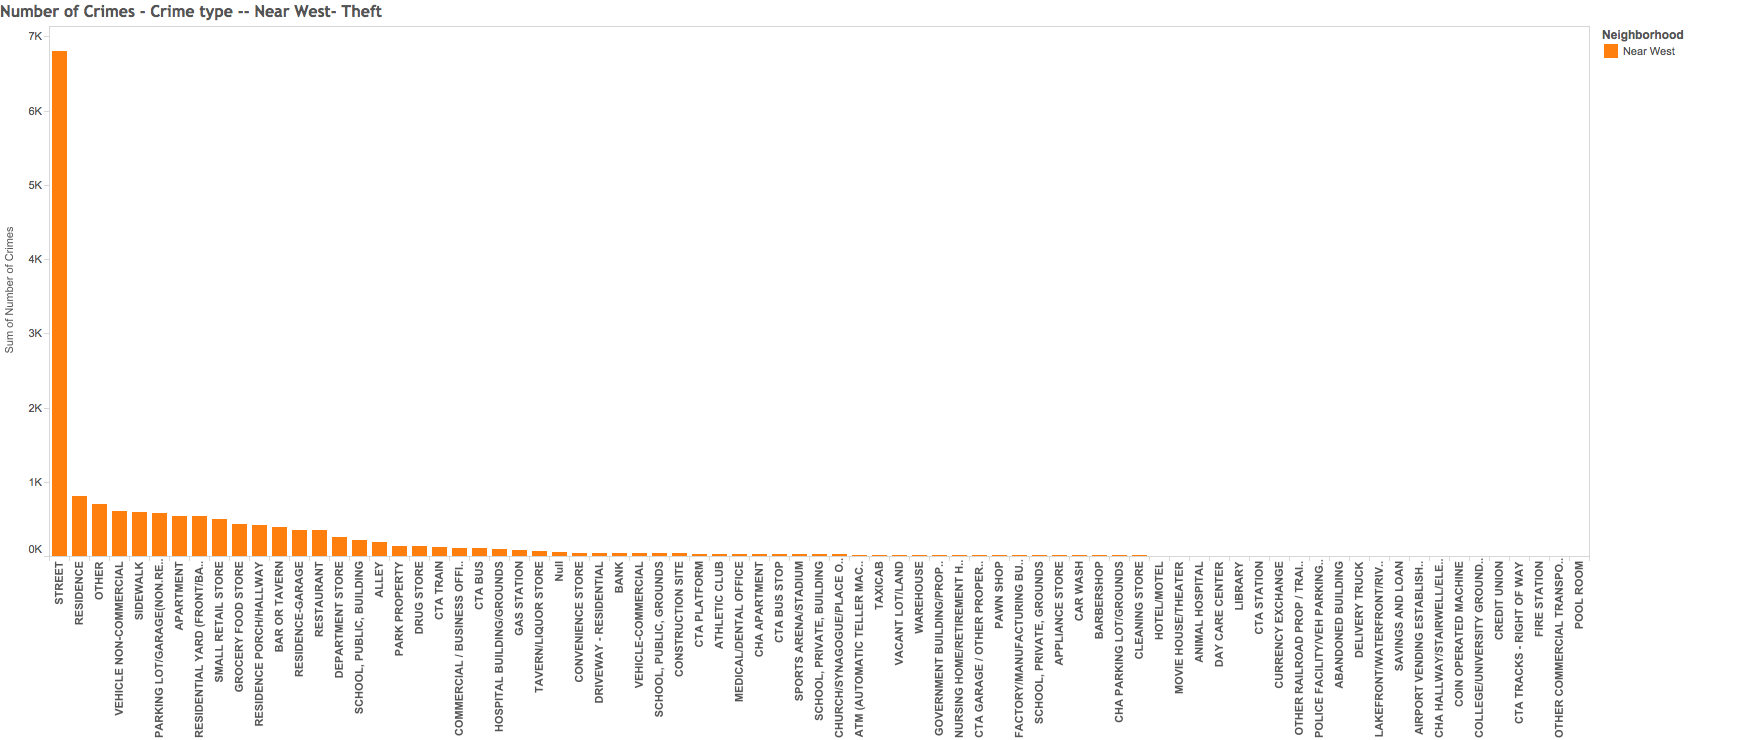 Number of Crimes - Crime type -- Near West- Theft
Neighborhood
Near West
Sum of Number of Crimes
7K
6K
5K
4K
3K
2K
1K
0K
STREET
RESIDENCE
OTHER
VEHICLE NON-COMMERCIAL
SIDEWALK
PARKING LOT/GARAGE(NON.RE..
APARTMENT
RESIDENTIAL YARD (FRONT/BA..
SMALL RETAIL STORE
GROCERY FOOD STORE
RESIDENCE PORCH/HALLWAY
BAR OR TAVERN
RESIDENCE-GARAGE
RESTAURANT
DEPARTMENT STORE
SCHOOL, PUBLIC, BUILDING
ALLEY
PARK PROPERTY
DRUG STORE
CTA TRAIN
COMMERCIAL / BUSINESS OFFI..
CTA BUS
HOSPITAL BUILDING/GROUNDS
GAS STATION
TAVERN/LIQUOR STORE
Null
CONVENIENCE STORE
DRIVEWAY - RESIDENTIAL
BANK
VEHICLE-COMMERCIAL
SCHOOL, PUBLIC, GROUNDS
CONSTRUCTION SITE
CTA PLATFORM
ATHLETIC CLUB
MEDICAL/DENTAL OFFICE
CHA APARTMENT
CTA BUS STOP
SPORTS ARENA/STADIUM
SCHOOL, PRIVATE, BUILDING
CHURCH/SYNAGOGUE/PLACE O..
ATM (AUTOMATIC TELLER MAC..
TAXICAB
VACANT LOT/LAND
WAREHOUSE
GOVERNMENT BUILDING/PROP..
NURSING HOME/RETIREMENT H..
CTA GARAGE / OTHER PROPER..
PAWN SHOP
FACTORY/MANUFACTURING BU..
SCHOOL, PRIVATE, GROUNDS
APPLIANCE STORE
CAR WASH
BARBERSHOP
CHA PARKING LOT/GROUNDS
CLEANING STORE
HOTEL/MOTEL
MOVIE HOUSE/THEATER
ANIMAL HOSPITAL
DAY CARE CENTER
LIBRARY
CTA STATION
CURRENCY EXCHANGE
OTHER RAILROAD PROP / TRAI..
POLICE FACILITY/VEH PARKING..
ABANDONED BUILDING
DELIVERY TRUCK
LAKEFRONT/WATERFRONT/RIV..
SAVINGS AND LOAN
AIRPORT VENDING ESTABLISH..
CHA HALLWAY/STAIRWELL/ELE..
COIN OPERATED MACHINE
COLLEGE/UNIVERSITY GROUND..
CREDIT UNION
CTA TRACKS - RIGHT OF WAY
FIRE STATION
OTHER COMMERCIAL TRANSPO..
POOL ROOM